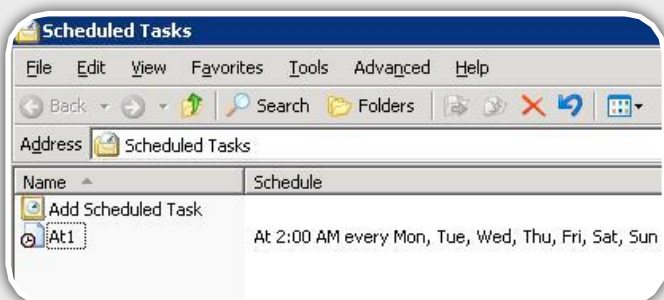 Scheduled Tasks
File Edit View Favorites Tools Advanced Help
Back Search Folders
Address Scheduled Tasks
Name Schedule
Add Scheduled Task
At1 At 2:00 AM every Mon, Tue, Wed, Thu, Fri, Sat, Sun